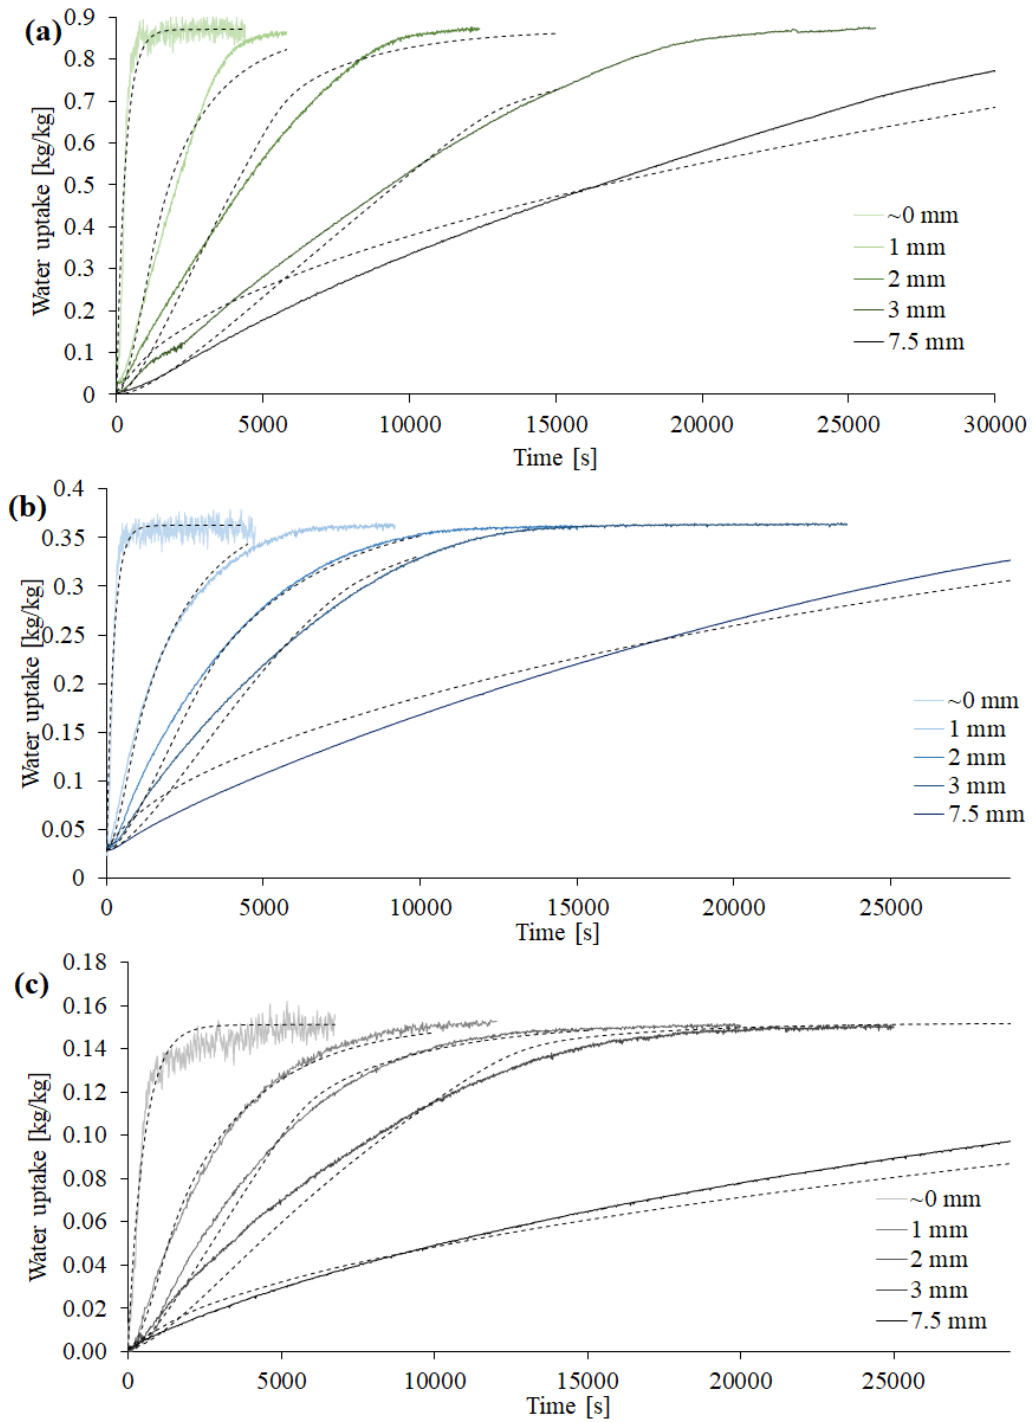 (a)
Water uptake [kg/kg]
0.9
0.8
0.7
0.6
0.5
0.4
0.3
0.2
0.1
0
0 5000 10000 15000 20000 25000 30000
Time [s]
~0 mm
1 mm
2 mm
3 mm
7.5 mm
(b)
Water uptake [kg/kg]
0.4
0.35
0.3
0.25
0.2
0.15
0.1
0.05
0
0 5000 10000 15000 20000 25000
Time [s]
~0 mm
1 mm
2 mm
3 mm
7.5 mm
(c)
Water uptake [kg/kg]
0.18
0.16
0.14
0.12
0.10
0.08
0.06
0.04
0.02
0.00
0 5000 10000 15000 20000 25000
Time [s]
~0 mm
1 mm
2 mm
3 mm
7.5 mm